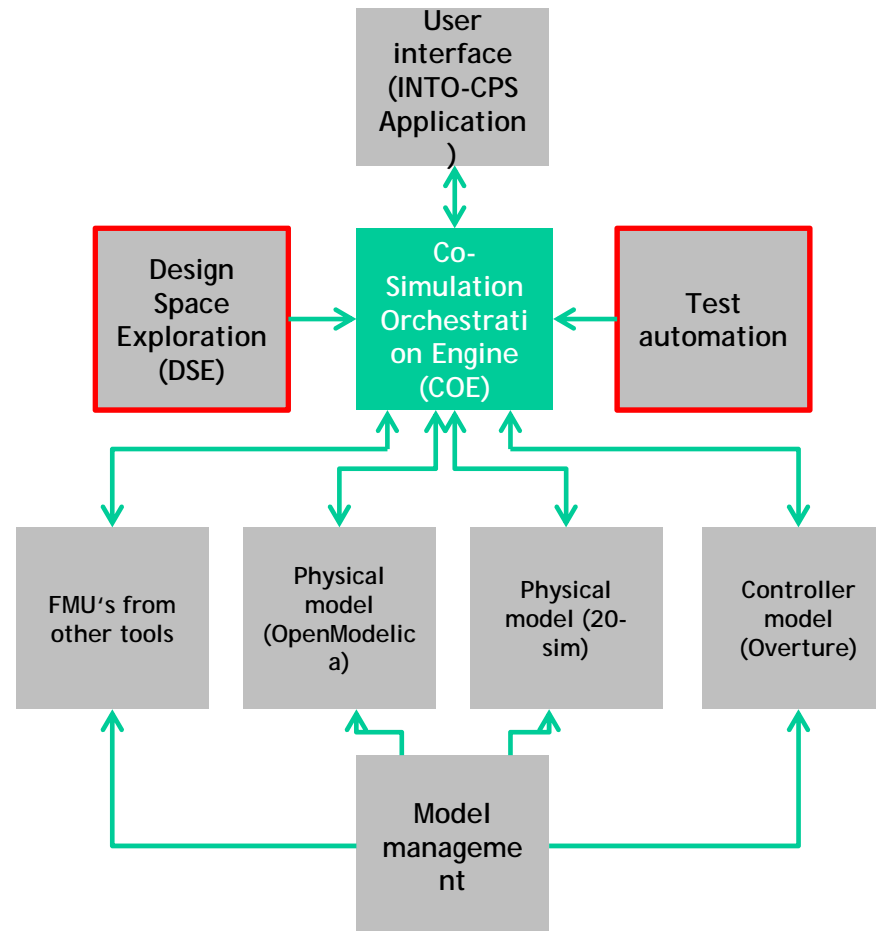 User
interface
(INTO-CPS
Application
)
Design
Space
Exploration
(DSE)
Co-
Simulation
Orchestrati
on Engine
(COE)
Test
automation
FMU‘s from
other tools
Physical
model
(OpenModelic
a)
Physical
model (20-
sim)
Controller
model
(Overture)
Model
manageme
nt